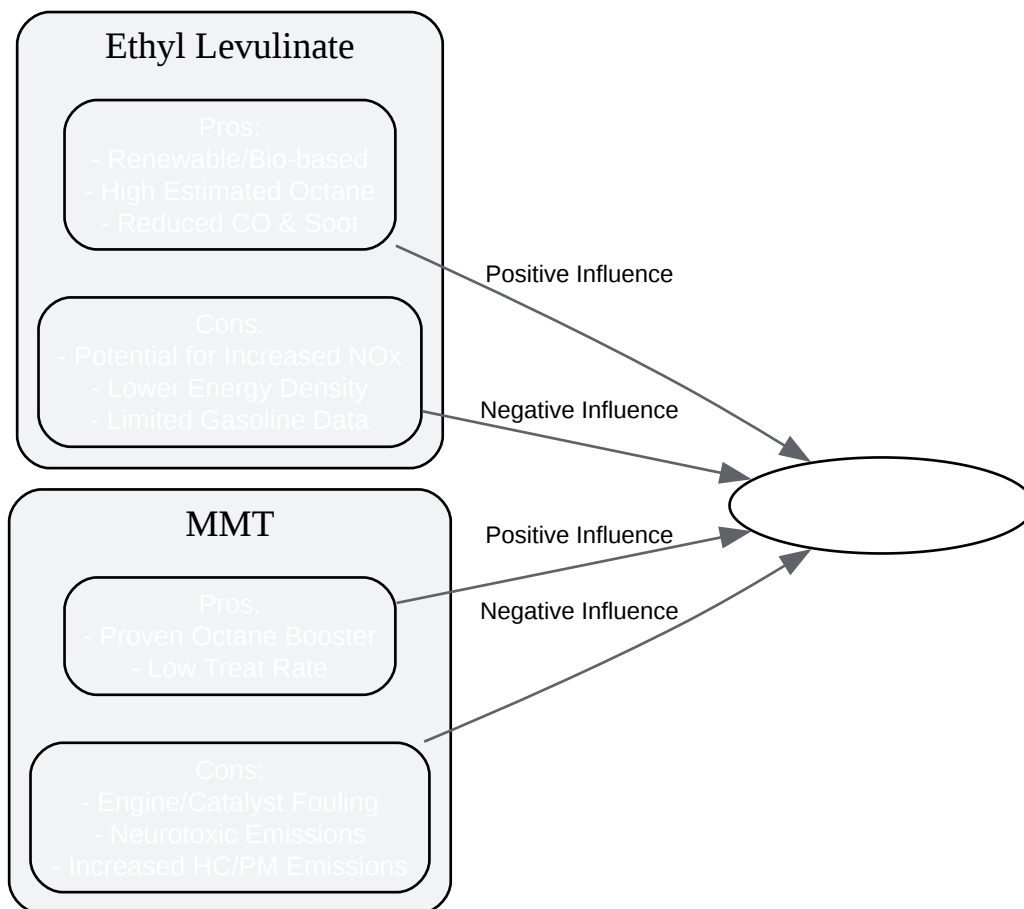 Ethyl Levulinate
Pros:
- Renewable/Bio-based
- High Estimated Octane
- Reduced CO & Soot
Positive Influence
Cons:
- Potential for Increased NOx
- Lower Energy Density
- Limited Gasoline Data
Negative Influence
MMT
Positive Influence
Pros:
- Proven Octane Booster
- Low Treat Rate
Negative Influence
Cons:
- Engine/Catalyst Fouling
- Neurotoxic Emissions
- Increased HC/PM Emissions